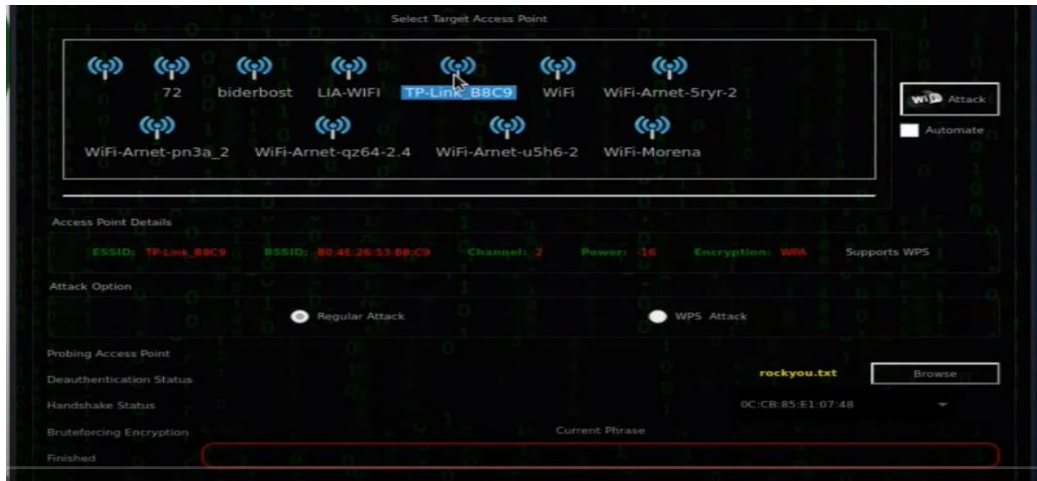 Select Target Access Point
72 biderbost LIA-WIFI TP-Link_B8C9 WiFi WiFi-Arnet-5ryr-2
WiFi Attack
Automate
WiFi-Arnet-pn3a_2 WiFi-Arnet-qz64-2.4 WiFi-Arnet-u5h6-2 WiFi-Morena
Access Point Details
ESSID: TP-Link_B8C9 BSSID: B0:4E:26:53:B8:C9 Channel: 2 Power: -16 Encryption: WPA Supports WPS
Attack Option
Regular Attack WPS Attack
Probing Access Point
rockyou.txt Browse
Deauthentication Status
Handshake Status 0C:CB:85:E1:07:48
Bruteforcing Encryption Current Phrase
Finished